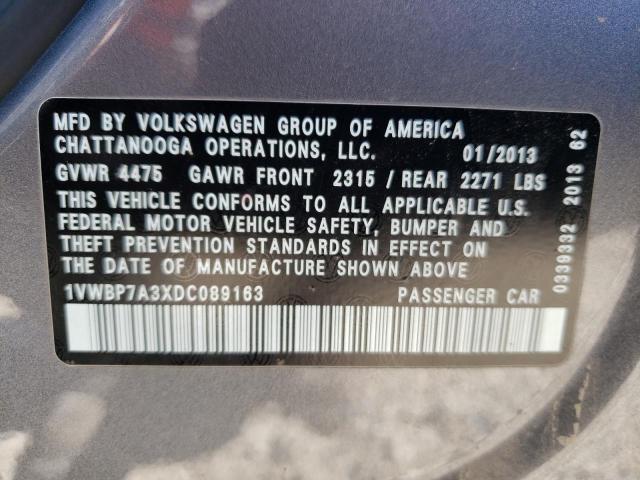 MFD BY VOLKSWAGEN GROUP OF AMERICA
CHATTANOOGA OPERATIONS, LLC. 01/2013
GVWR 4475 GAWR FRONT 2315 / REAR 2271 LBS
THIS VEHICLE CONFORMS TO ALL APPLICABLE U.S.
FEDERAL MOTOR VEHICLE SAFETY, BUMPER AND
THEFT PREVENTION STANDARDS IN EFFECT ON
THE DATE OF MANUFACTURE SHOWN ABOVE.
1VWBP7A3XDC089163 PASSENGER CAR
0339332 2013 62